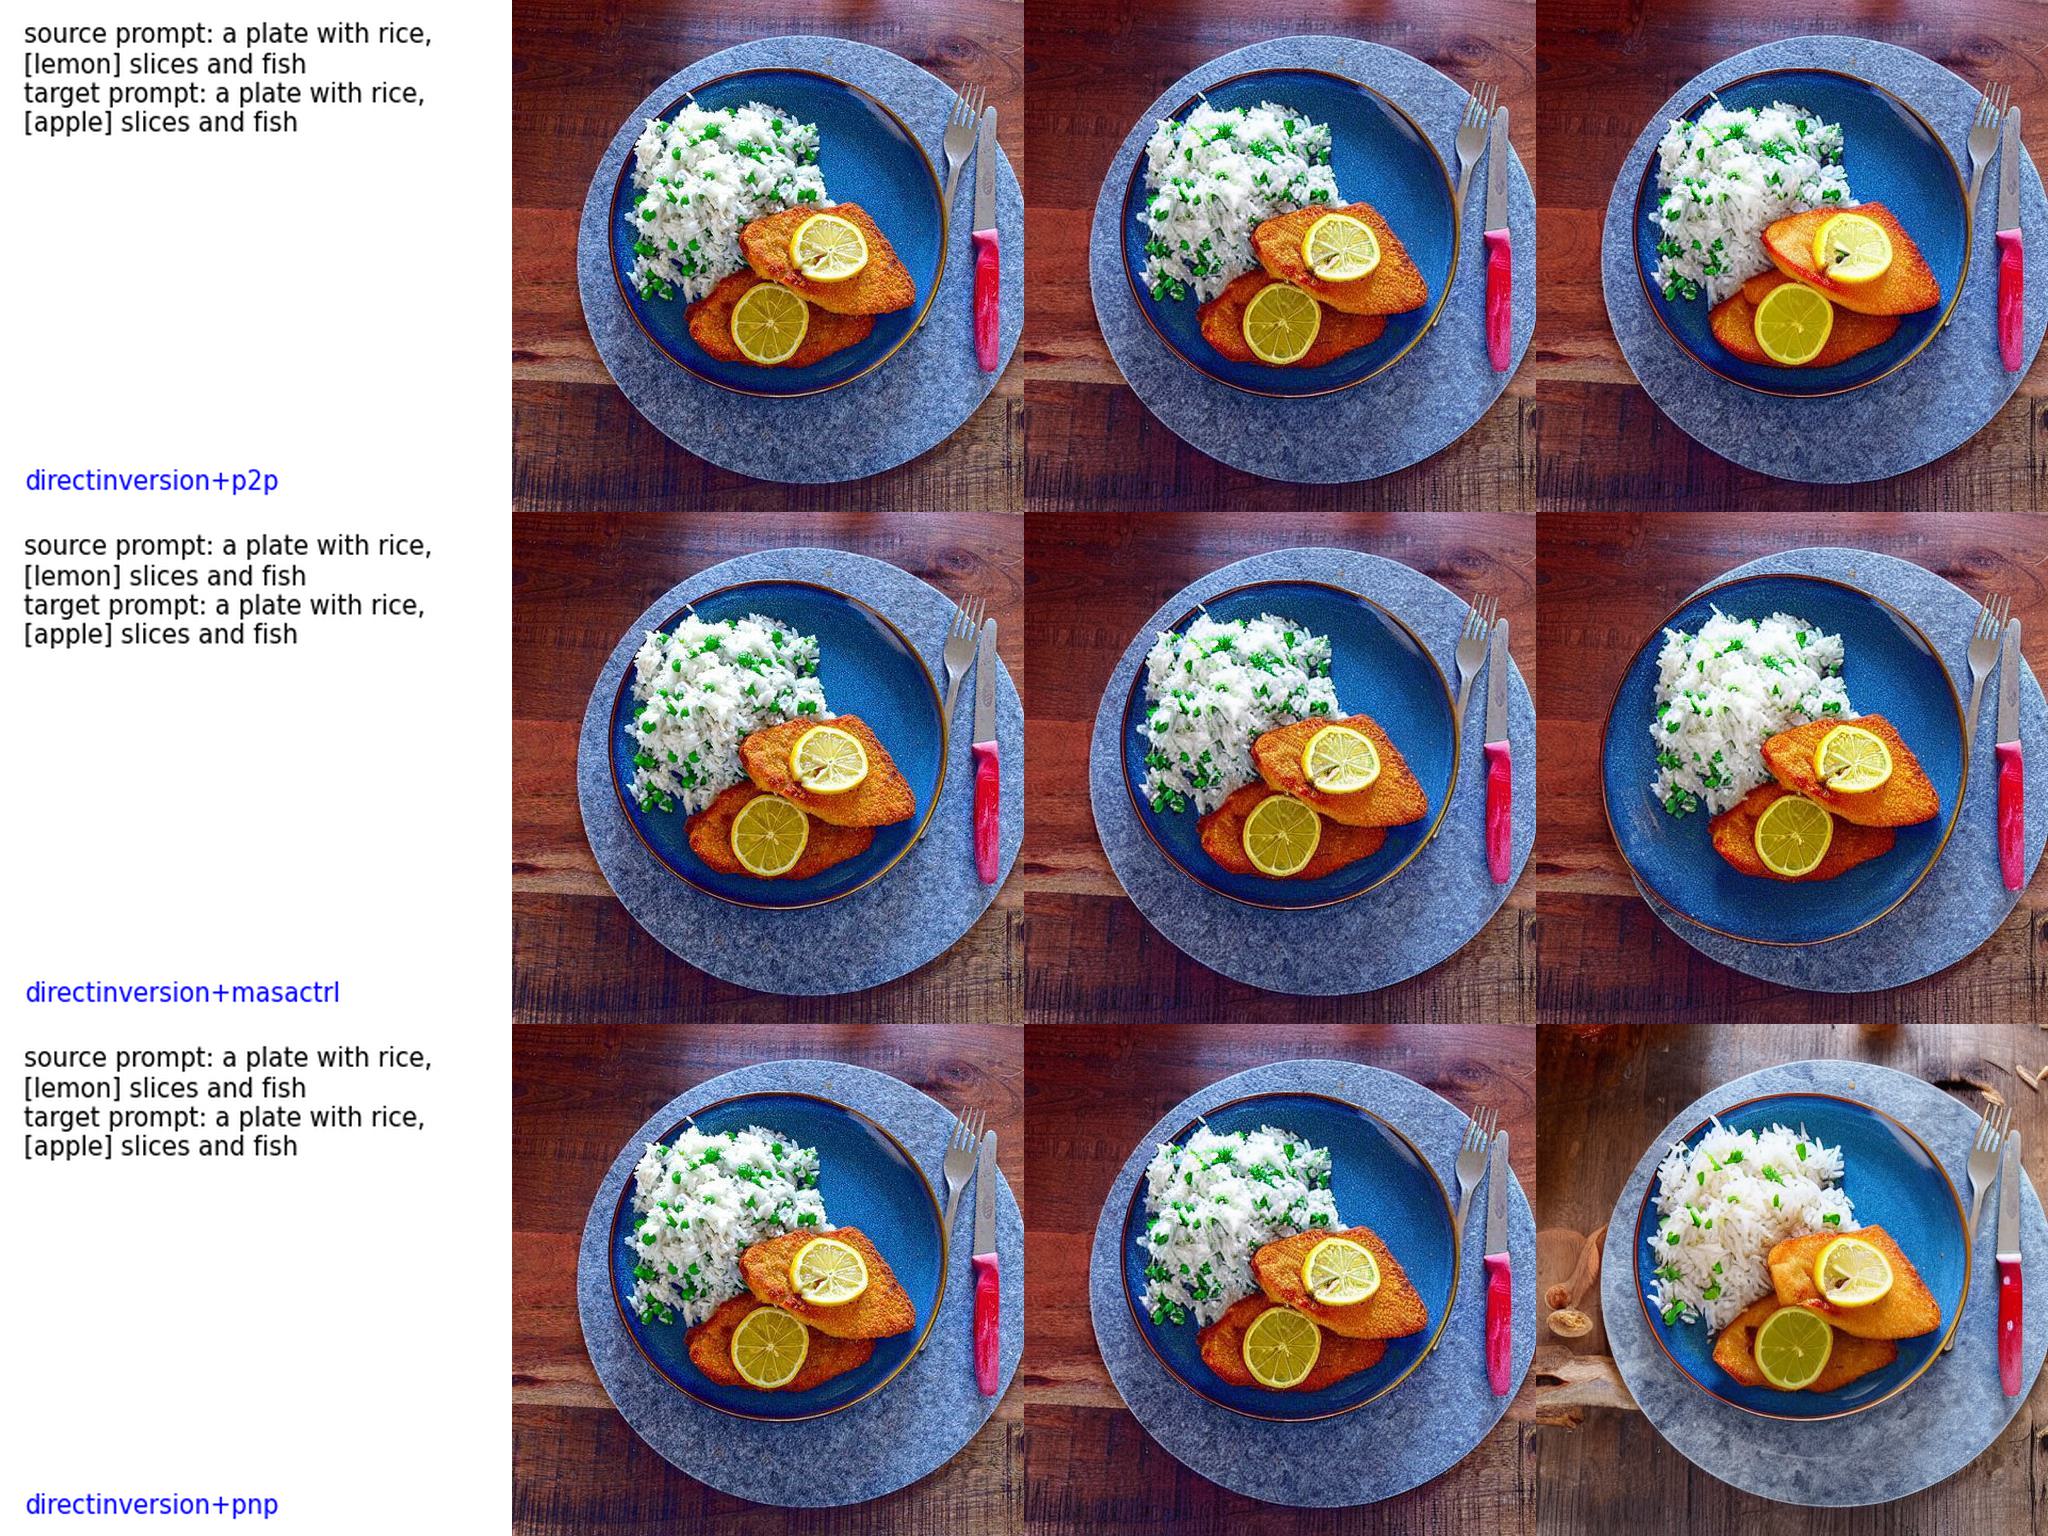 source prompt: a plate with rice,
[lemon] slices and fish
target prompt: a plate with rice,
[apple] slices and fish
directinversion+p2p
source prompt: a plate with rice,
[lemon] slices and fish
target prompt: a plate with rice,
[apple] slices and fish
directinversion+masactrl
source prompt: a plate with rice,
[lemon] slices and fish
target prompt: a plate with rice,
[apple] slices and fish
directinversion+pnp